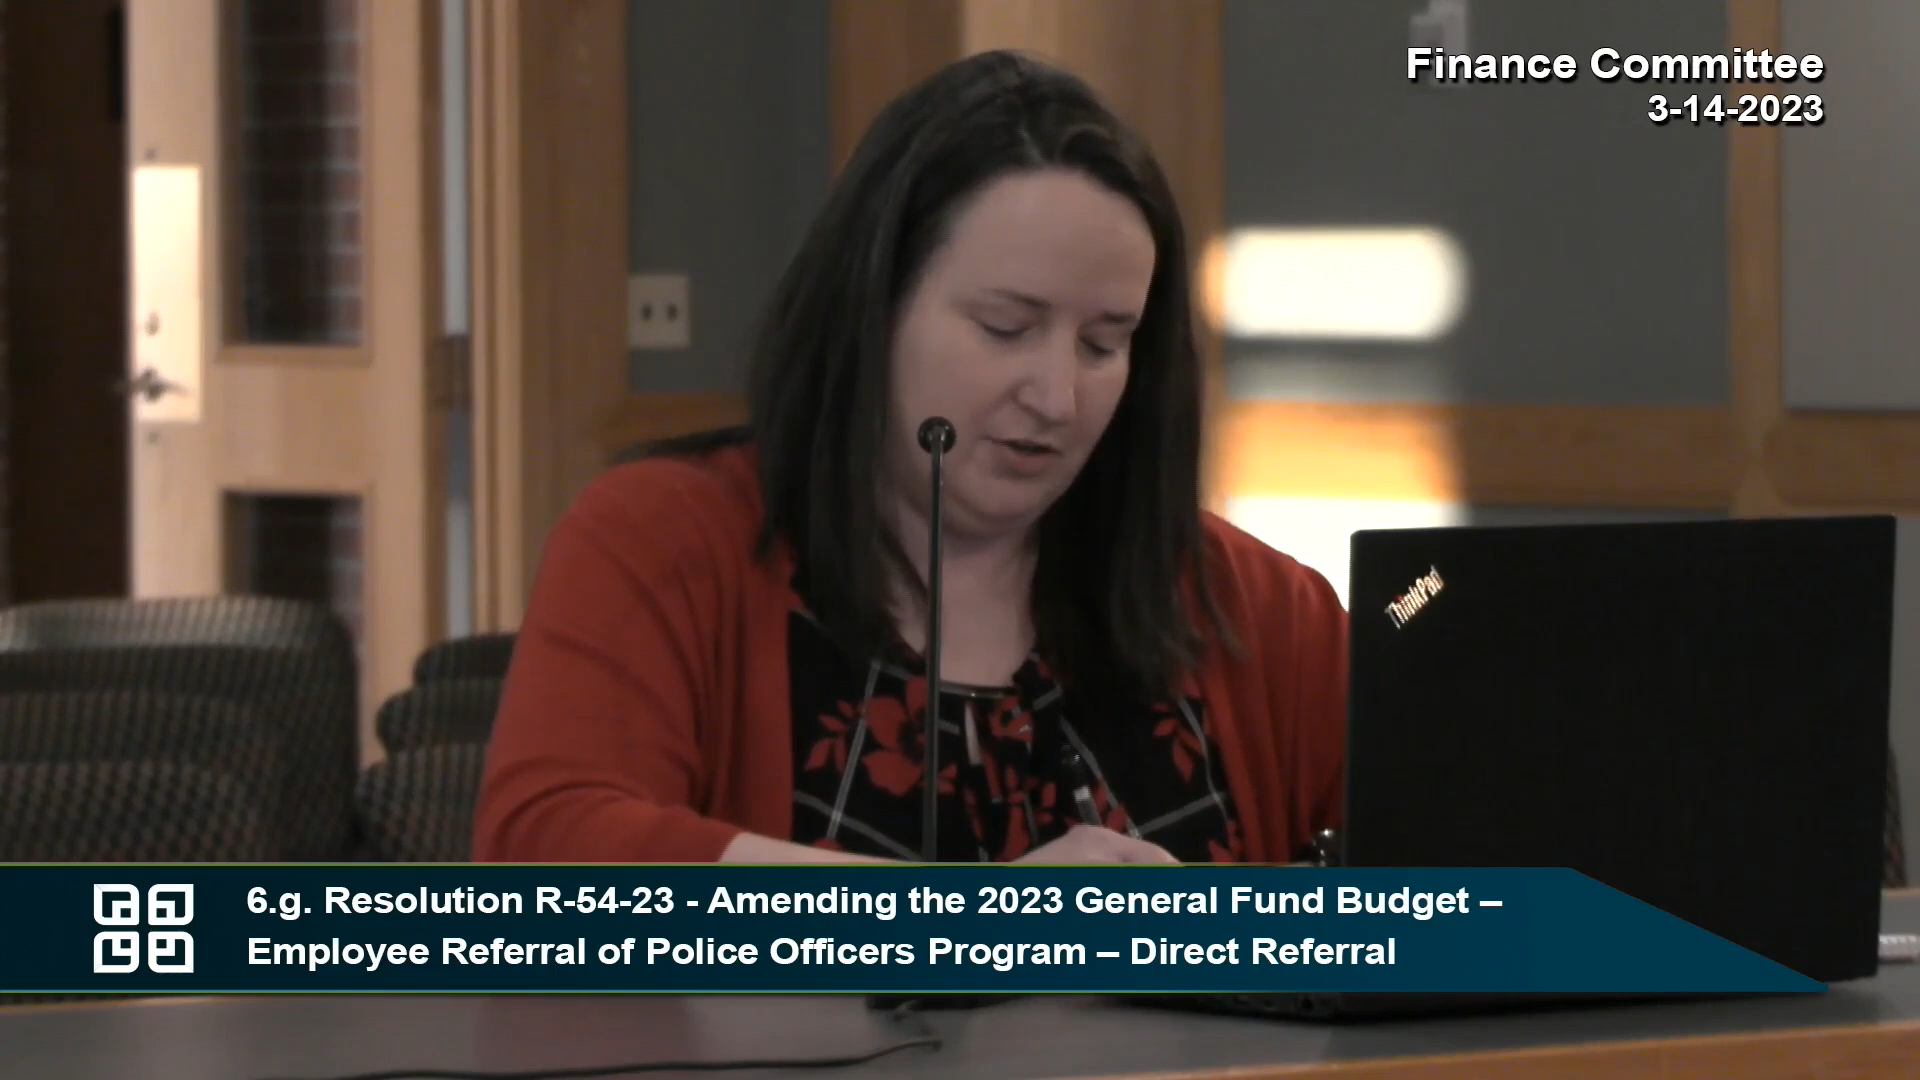 Finance Committee
3-14-2023
ThinkPad
6.g. Resolution R-54-23 - Amending the 2023 General Fund Budget –
Employee Referral of Police Officers Program – Direct Referral